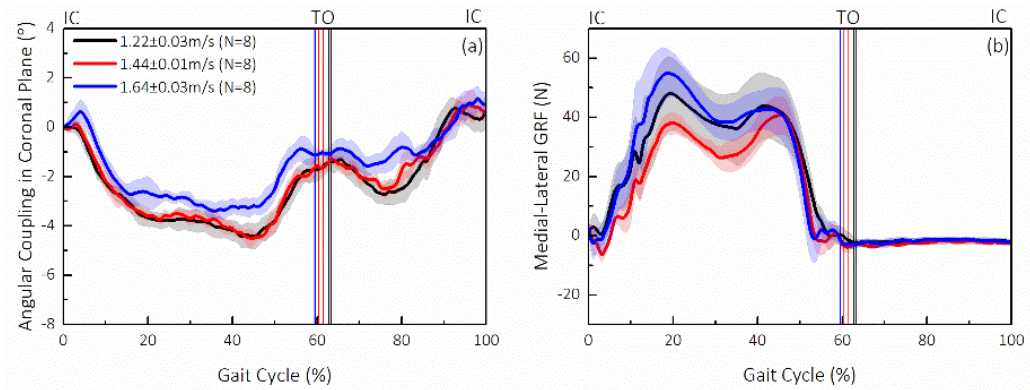 IC TO IC
4
2
0
-2
-4
-6
-8
Angular Coupling in Coronal Plane (°)
1.22±0.03m/s (N=8)
1.44±0.01m/s (N=8)
1.64±0.03m/s (N=8)
(a)
0 20 40 60 80 100
Gait Cycle (%)
IC TO IC
60
40
20
0
-20
Medial-Lateral GRF (N)
(b)
0 20 40 60 80 100
Gait Cycle (%)